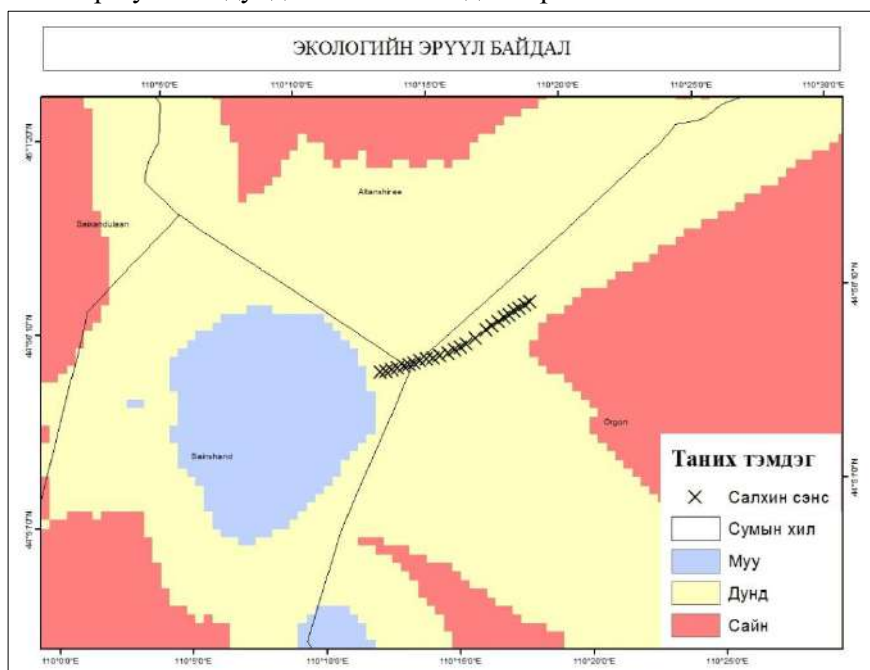 ЭКОЛОГИЙН ЭРҮҮЛ БАЙДАЛ
110°5'0"E 110°10'0"E 110°15'0"E 110°20'0"E 110°25'0"E 110°30'0"E
Altanshiree
Saikandulaan
Sainshand
Orgon
Таних тэмдэг
Салхин сэнс
Сумын хил
Муу
Дунд
Сайн
110°0'0"E 110°5'0"E 110°10'0"E 110°15'0"E 110°20'0"E 110°25'0"E